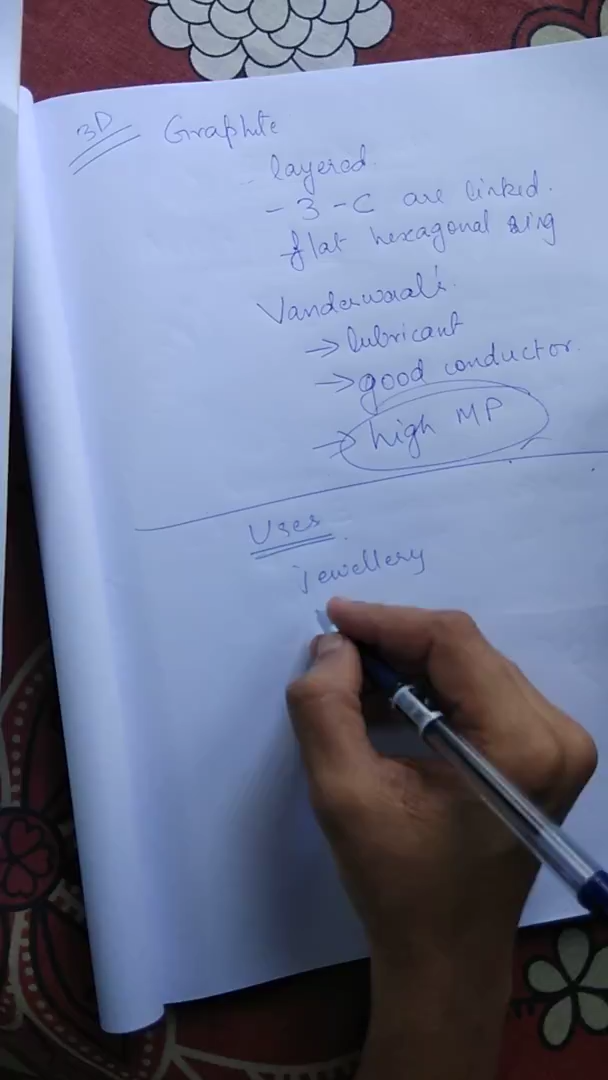 3D Graphite
- layered.
- 3 - C are linked.
flat hexagonal ring
Vanderwaal's.
→ lubricant
→ good conductor.
→ high MP
Uses
jewellery